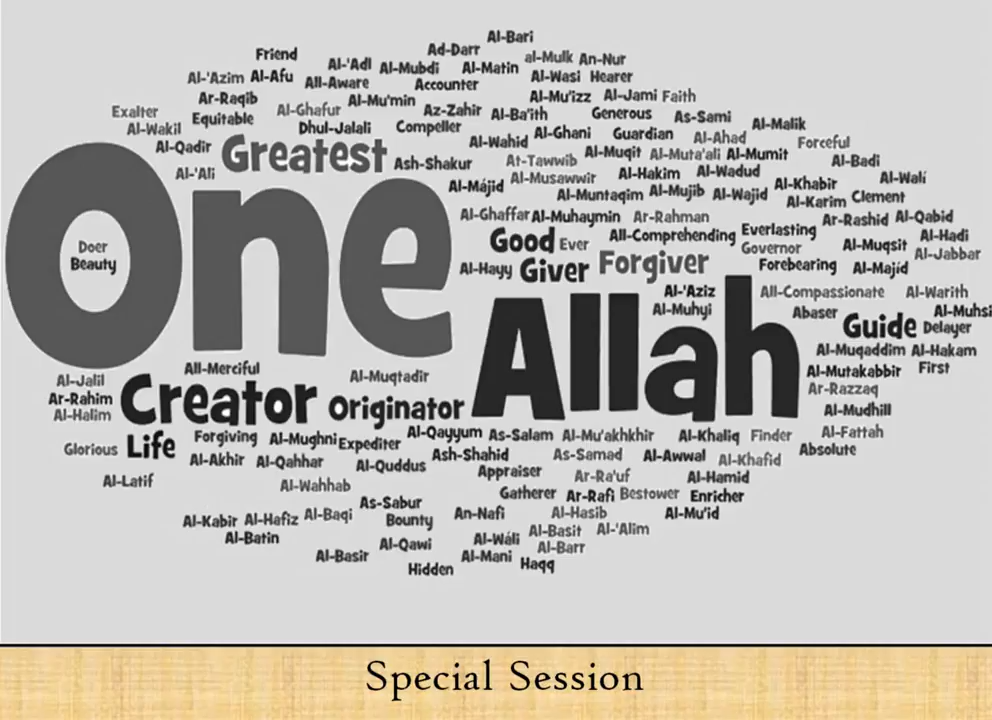 Al-Bari
Friend Al-'Adl Ad-Darr al-Mulk An-Nur
Al-'Azim Al-Afu All-Aware Al-Mubdi Al-Matin Al-Wasi Hearer
Accounter
Ar-Raqib Al-Mu'min Al-Mu'izz Al-Jami Faith
Exalter Equitable Al-Ghafur Az-Zahir Al-Ba'ith Generous As-Sami
Al-Wakil Dhul-Jalali Compeller Al-Wahid Al-Ghani Guardian Al-Ahad Al-Malik
Al-Qadir Greatest Ash-Shakur At-Tawwib Al-Muqit Al-Muta'ali Al-Mumit Forceful Al-Badi
Al-'Ali Al-Májid Al-Musawwir Al-Hakim Al-Wadud Al-Khabir Al-Walí
Al-Muntaqim Al-Mujib Al-Wajid Al-Karim Clement
One
Doer
Beauty
Al-Ghaffar Al-Muhaymin Ar-Rahman Ar-Rashid Al-Qabid
Good Ever All-Comprehending Everlasting Al-Muqsit Al-Hadi
Governor Al-Jabbar
Al-Hayy Giver Forgiver Forebearing Al-Majíd
Al-'Aziz All-Compassionate Al-Warith
Al-Muhyi Abaser Al-Muhsi
Allah
Guide Delayer
Al-Muqaddim Al-Hakam
Al-Mutakabbir First
Ar-Razzaq
Al-Mudhill
Al-Jalil All-Merciful Al-Muqtadir
Ar-Rahim Creator Originator
Al-Halim
Glorious Life Forgiving Al-Mughni Expediter Al-Qayyum As-Salam Al-Mu'akhkhir Al-Khaliq Finder Al-Fattah
Al-Akhir Al-Qahhar Al-Quddus Ash-Shahid As-Samad Al-Awwal Al-Khafid Absolute
Al-Latif Al-Wahhab Appraiser Ar-Ra'uf Al-Hamid
As-Sabur Gatherer Ar-Rafi Bestower Enricher
Al-Kabir Al-Hafiz Al-Baqi Bounty An-Nafi Al-Hasib Al-Mu'id
Al-Batin Al-Qawi Al-Wáli Al-Basit Al-'Alim
Al-Basir Al-Mani Al-Barr
Hidden Haqq
Special Session